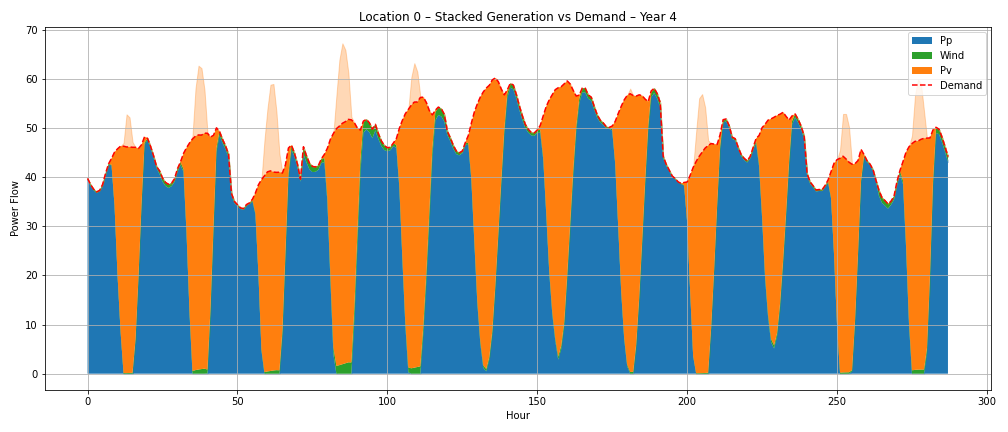 Location 0 – Stacked Generation vs Demand – Year 4
Pp
Wind
Pv
Demand
Power Flow
70
60
50
40
30
20
10
0
0 50 100 150 200 250 300
Hour